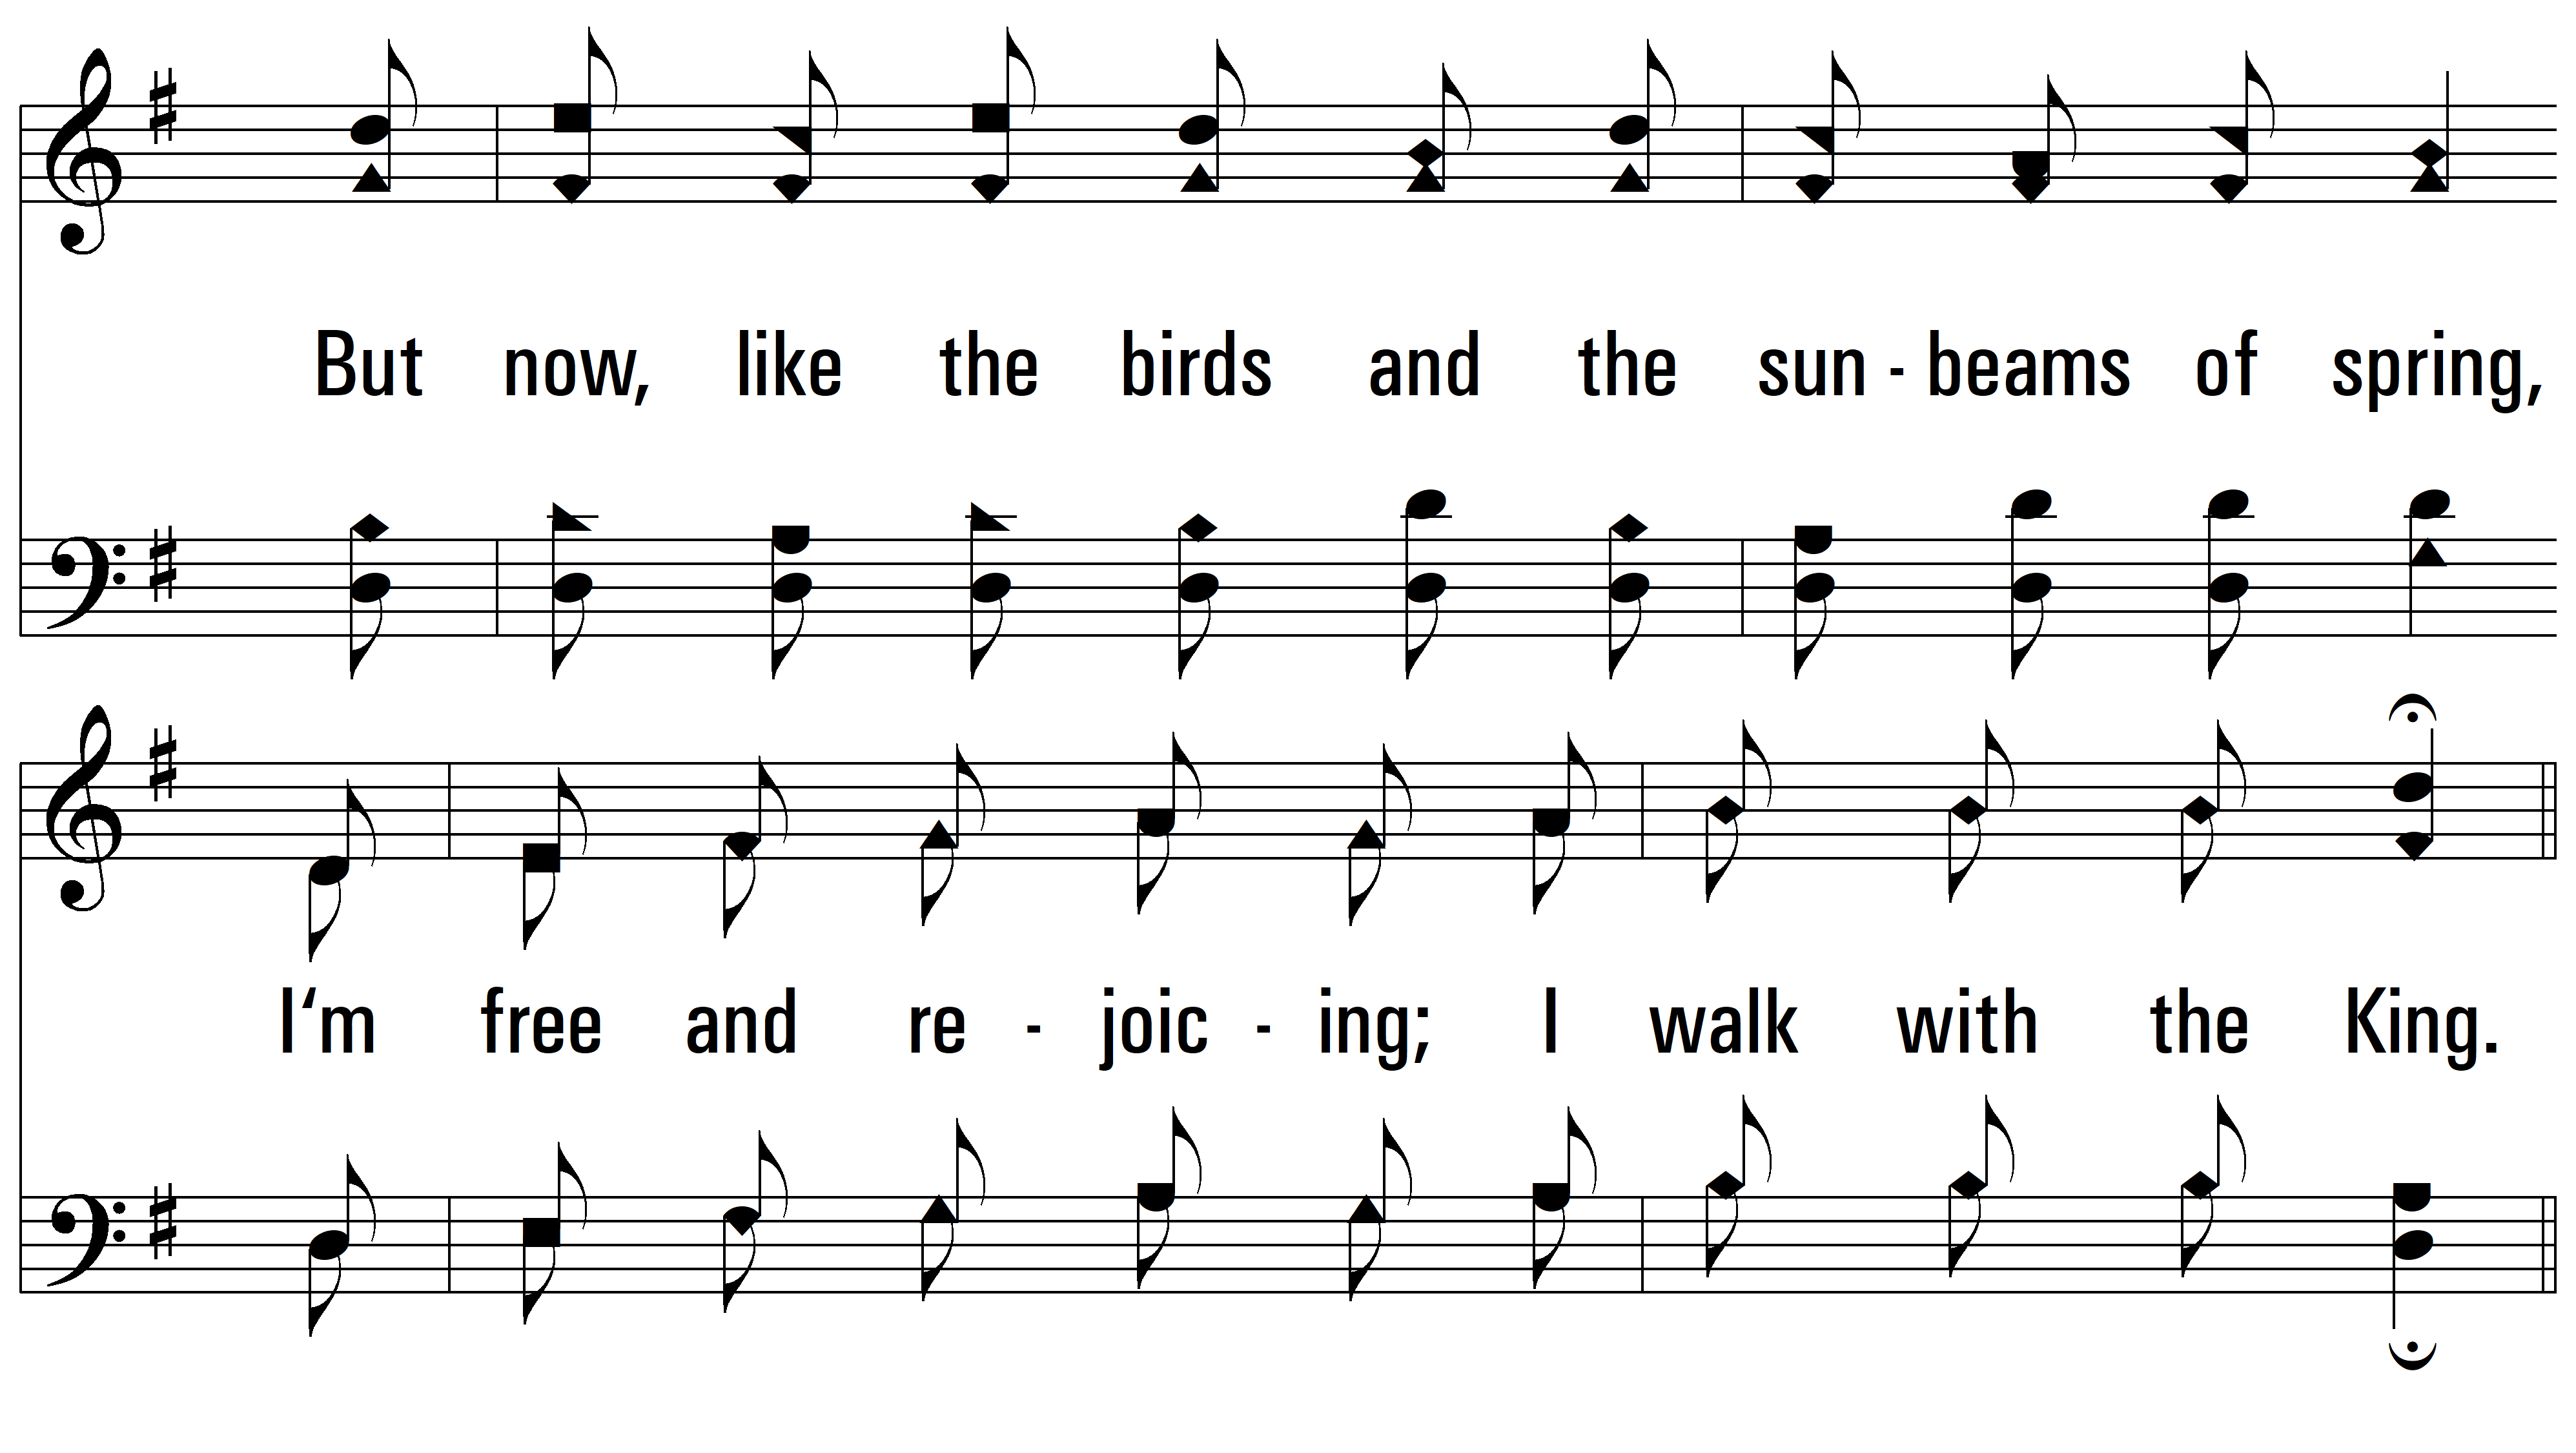 But now, like the birds and the sun - beams of spring,
I‘m free and re - joic - ing; I walk with the King.